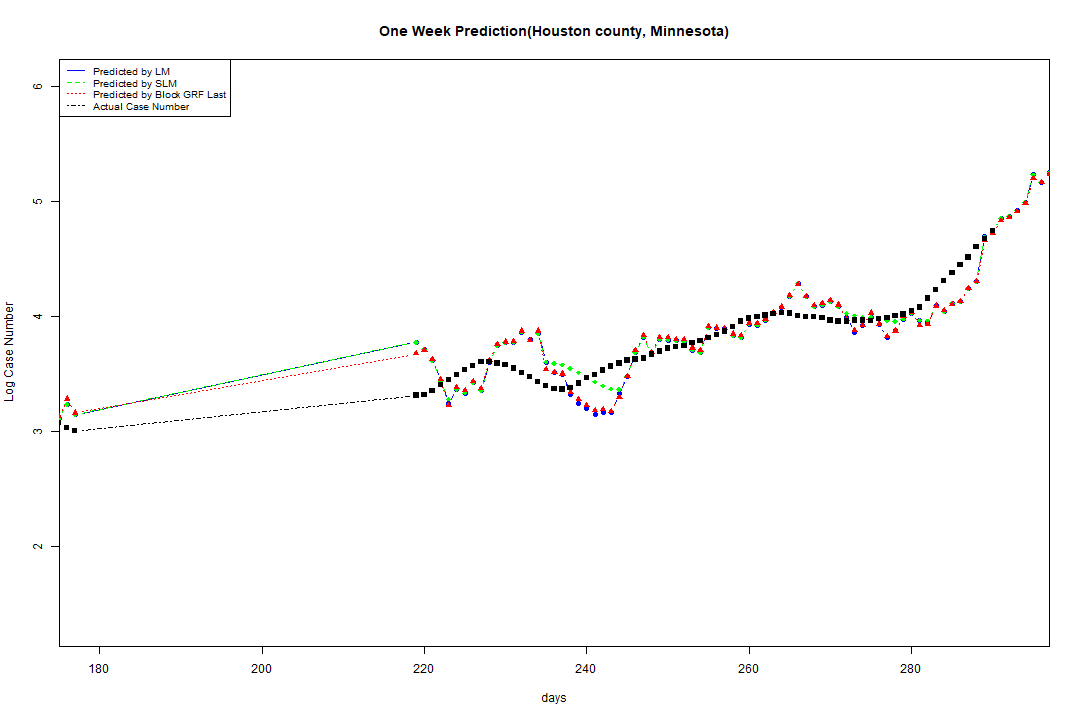 One Week Prediction(Houston county, Minnesota)
Predicted by LM
Predicted by SLM
Predicted by Block GRF Last
Actual Case Number
6
5
4
3
2
Log Case Number
180 200 220 240 260 280
days